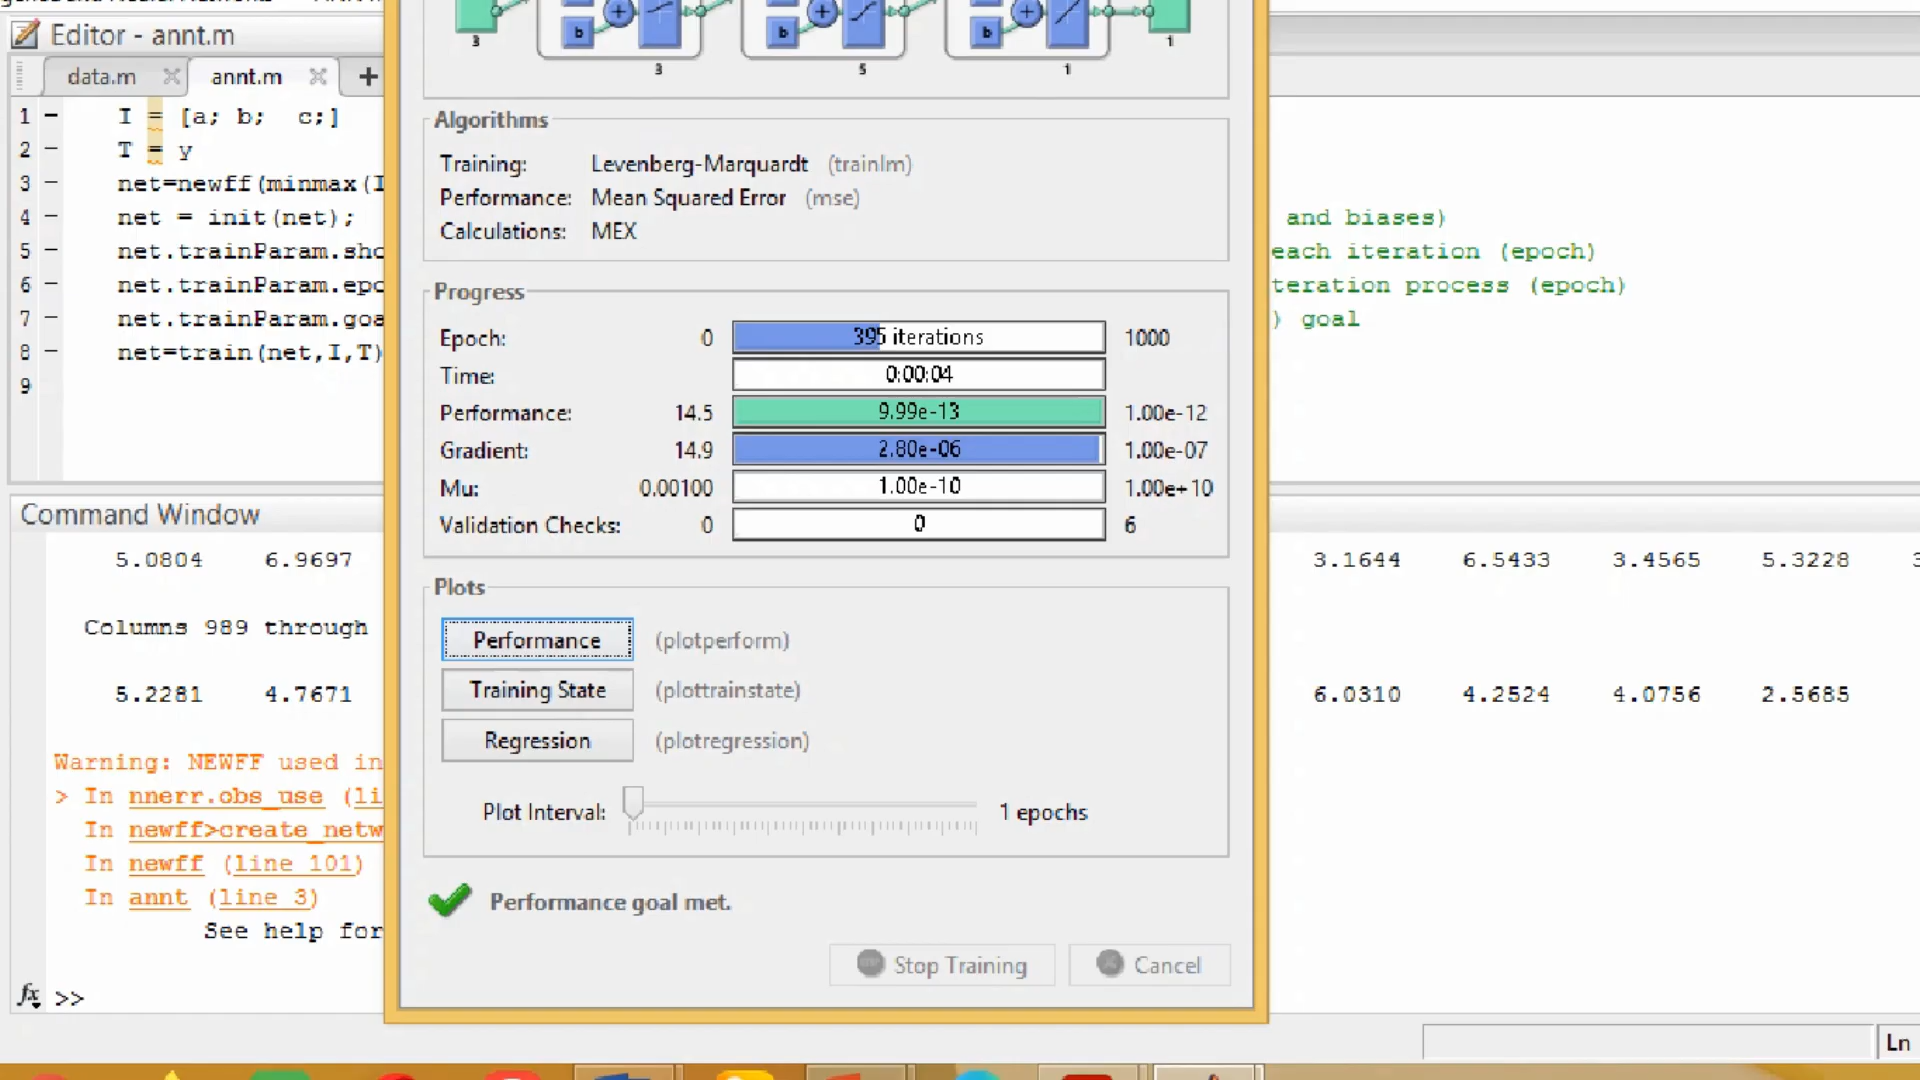 Editor - annt.m
data.m
annt.m
+
1 - I = [a; b; c;]
2 - T = y
3 - net=newff(minmax(I
4 - net = init(net);
and biases)
5 - net.trainParam.sho
each iteration (epoch)
6 - net.trainParam.epo
teration process (epoch)
7 - net.trainParam.goa
) goal
8 - net=train(net,I,T)
9
b
+
b
+
b
+
3
3
5
1
1
Algorithms
Training: Levenberg-Marquardt (trainlm)
Performance: Mean Squared Error (mse)
Calculations: MEX
Progress
Epoch: 0 395 iterations 1000
Time: 0:00:04
Performance: 14.5 9.99e-13 1.00e-12
Gradient: 14.9 2.80e-06 1.00e-07
Mu: 0.00100 1.00e-10 1.00e+10
Validation Checks: 0 0 6
Plots
Performance (plotperform)
Training State (plottrainstate)
Regression (plotregression)
Plot Interval: 1 epochs
Performance goal met.
Stop Training
Cancel
Command Window
5.0804 6.9697 3.1644 6.5433 3.4565 5.3228
Columns 989 through
5.2281 4.7671 6.0310 4.2524 4.0756 2.5685
Warning: NEWFF used in
> In nnerr.obs_use (li
In newff>create_netw
In newff (line 101)
In annt (line 3)
See help for
fx >>
Ln